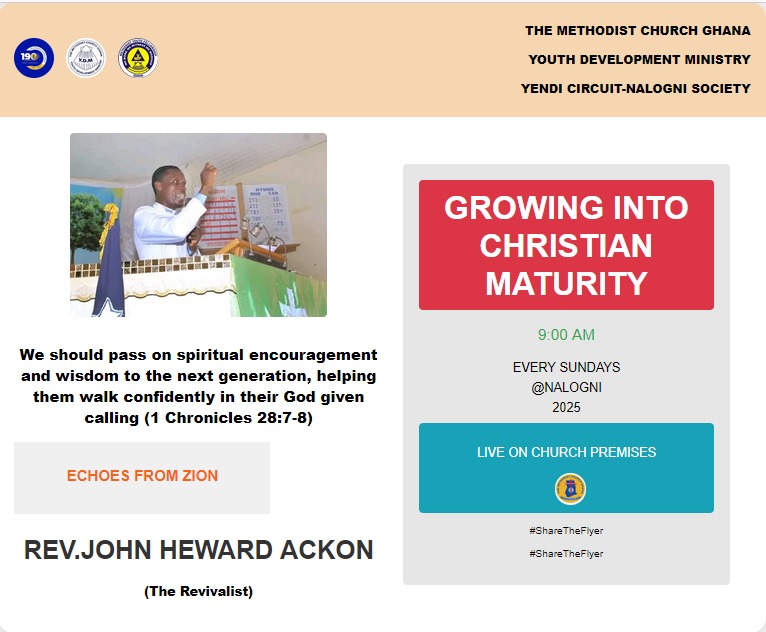 190
Y.D.M
THE METHODIST CHURCH GHANA
YOUTH DEVELOPMENT MINISTRY
YENDI CIRCUIT-NALOGNI SOCIETY
HYMNS
We should pass on spiritual encouragement
and wisdom to the next generation, helping
them walk confidently in their God given
calling (1 Chronicles 28:7-8)
ECHOES FROM ZION
REV.JOHN HEWARD ACKON
(The Revivalist)
GROWING INTO
CHRISTIAN
MATURITY
9:00 AM
EVERY SUNDAYS
@NALOGNI
2025
LIVE ON CHURCH PREMISES
#ShareTheFlyer
#ShareTheFlyer